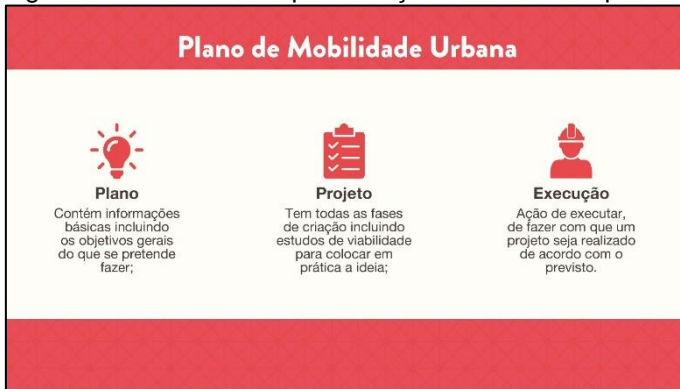 Plano de Mobilidade Urbana
Plano
Contém informações
básicas incluindo
os objetivos gerais
do que se pretende
fazer;
Projeto
Tem todas as fases
de criação incluindo
estudos de viabilidade
para colocar em
prática a ideia;
Execução
Ação de executar,
de fazer com que um
projeto seja realizado
de acordo com o
previsto.